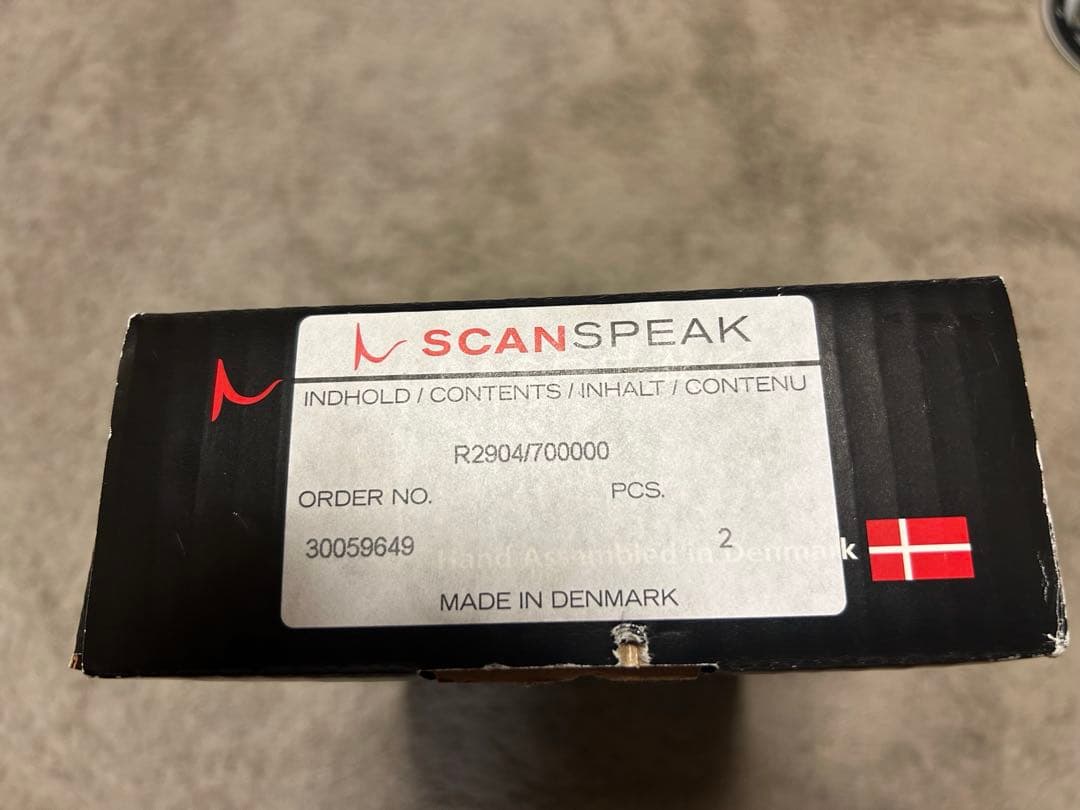 SCANSPEAK
INDHOLD / CONTENTS / INHALT / CONTENU
R2904/700000
ORDER NO. PCS.
30059649 2
Hand Assembled in Denmark
MADE IN DENMARK